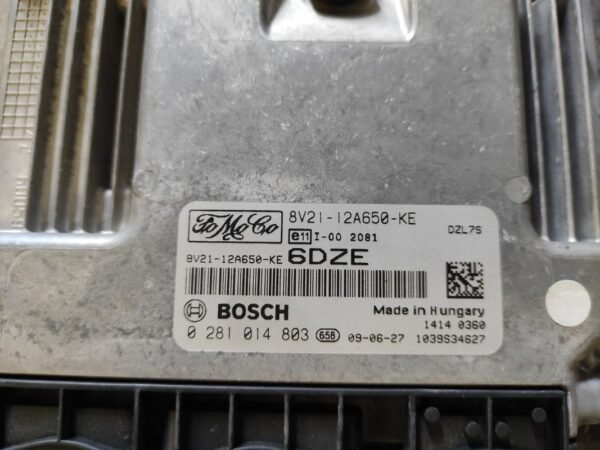 FoMoCo 8V21-12A650-KE DZL7S
e11 I-00 2081
8V21-12A650-KE 6DZE
BOSCH Made in Hungary
1414 0360
0 281 014 803 658 09-06-27 1039S34627